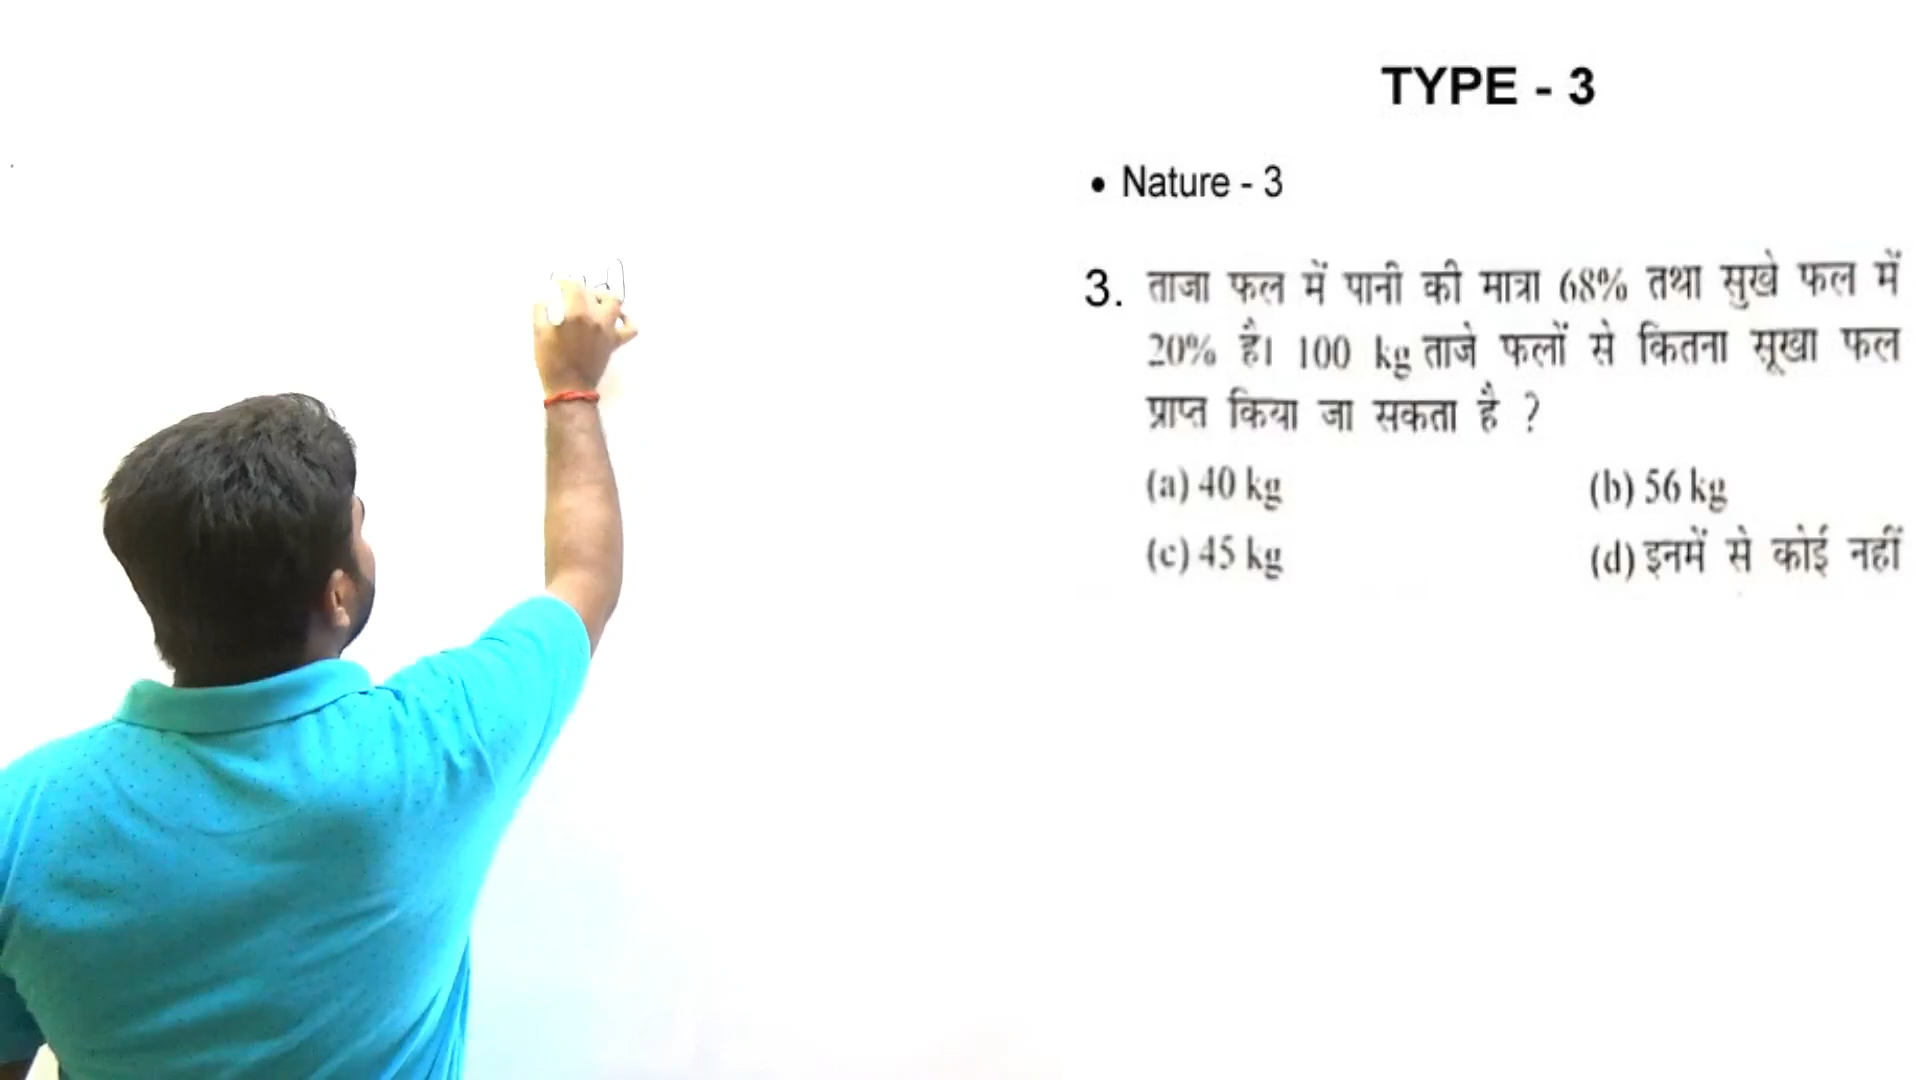 TYPE - 3
• Nature - 3
3. ताजा फल में पानी की मात्रा 68% तथा सुखे फल में
20% है। 100 kg ताजे फलों से कितना सूखा फल
प्राप्त किया जा सकता है ?
(a) 40 kg (b) 56 kg
(c) 45 kg (d) इनमें से कोई नहीं